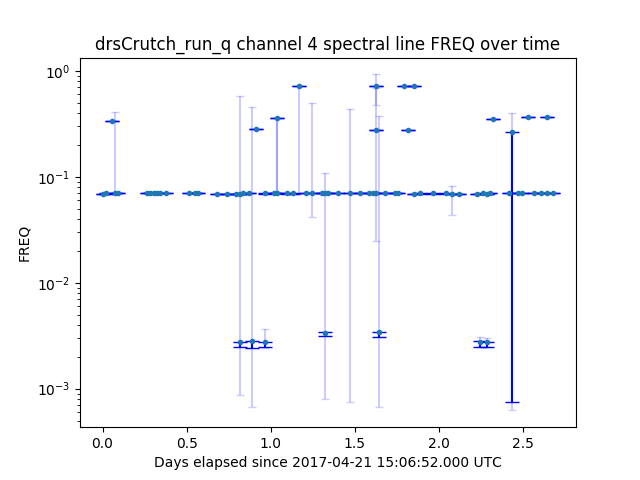 drsCrutch_run_q channel 4 spectral line FREQ over time
10⁰
10⁻¹
10⁻²
10⁻³
FREQ
0.0 0.5 1.0 1.5 2.0 2.5
Days elapsed since 2017-04-21 15:06:52.000 UTC